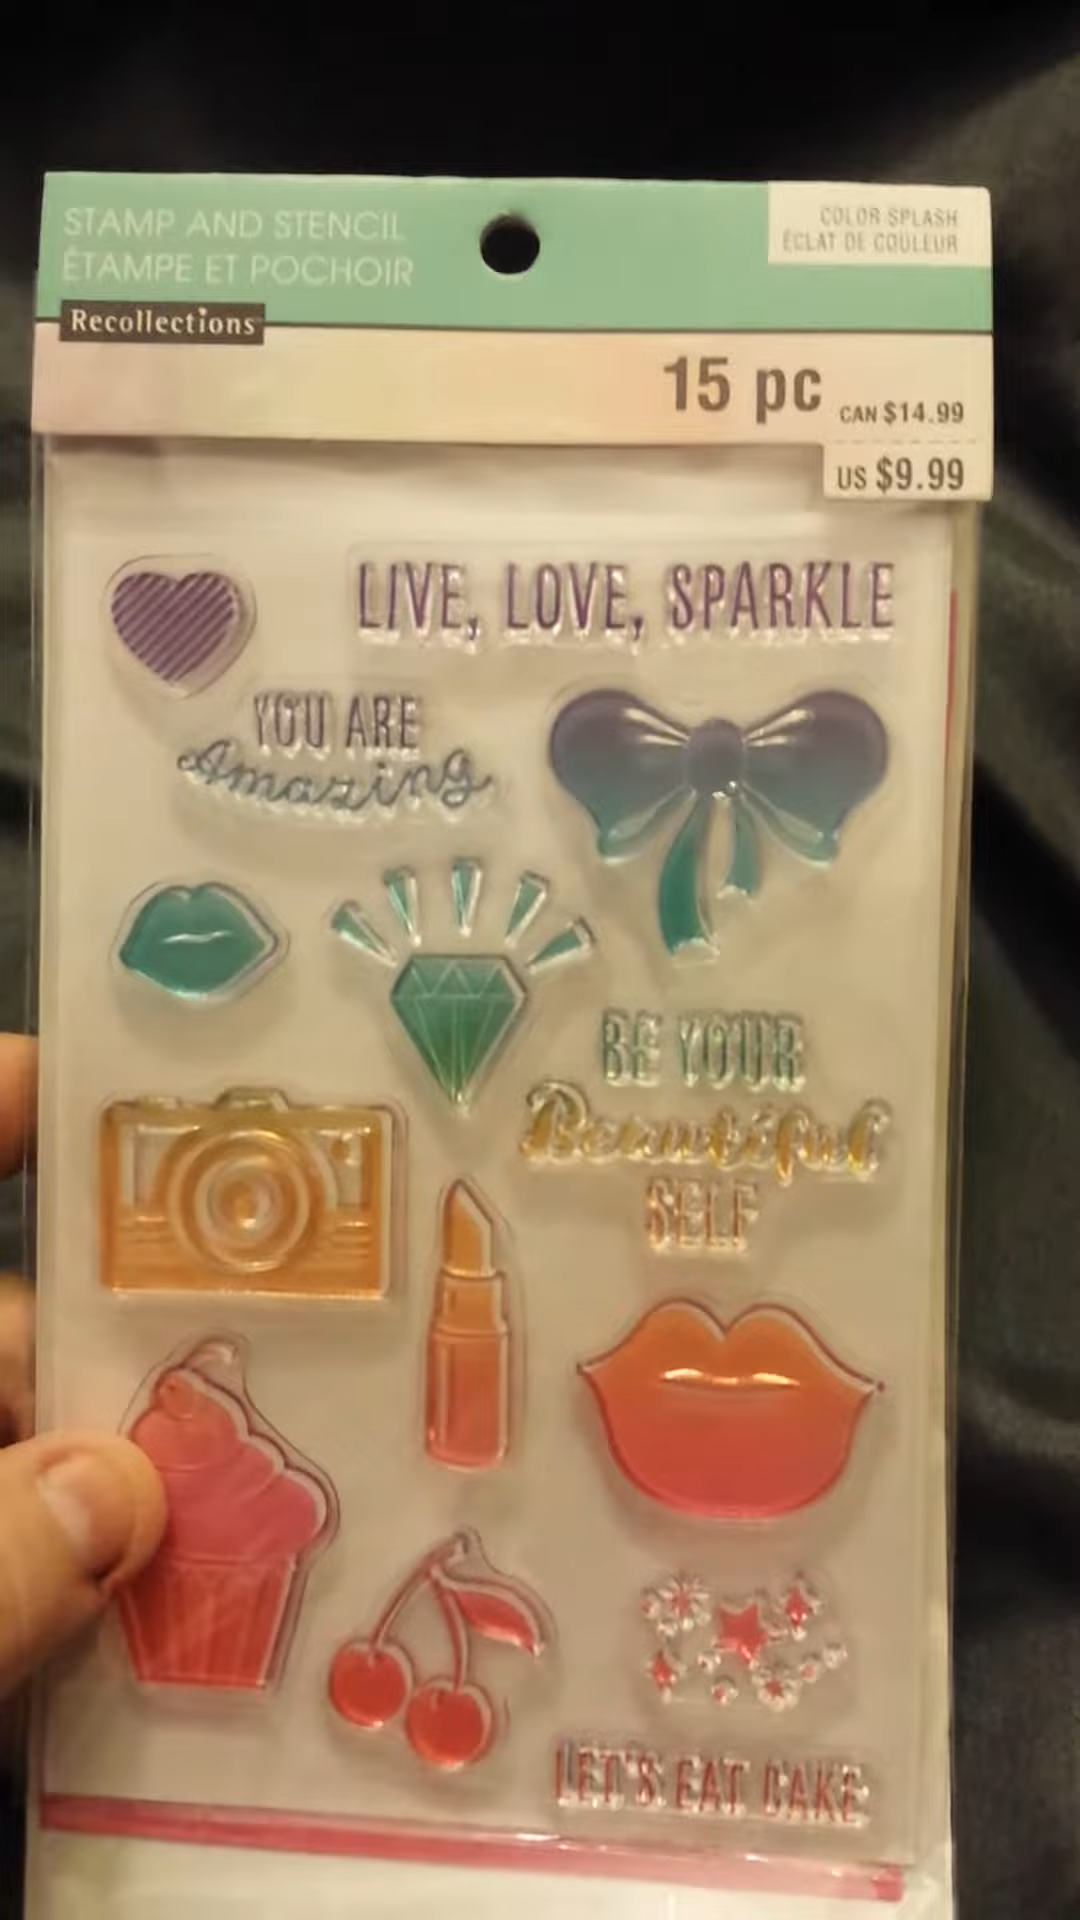 STAMP AND STENCIL
ÉTAMPE ET POCHOIR
COLOR SPLASH
ÉCLAT DE COULEUR
Recollections
15 pc
CAN $14.99
US $9.99
LIVE, LOVE, SPARKLE
YOU ARE
Amazing
BE YOUR
Beautiful
SELF
LET'S EAT CAKE